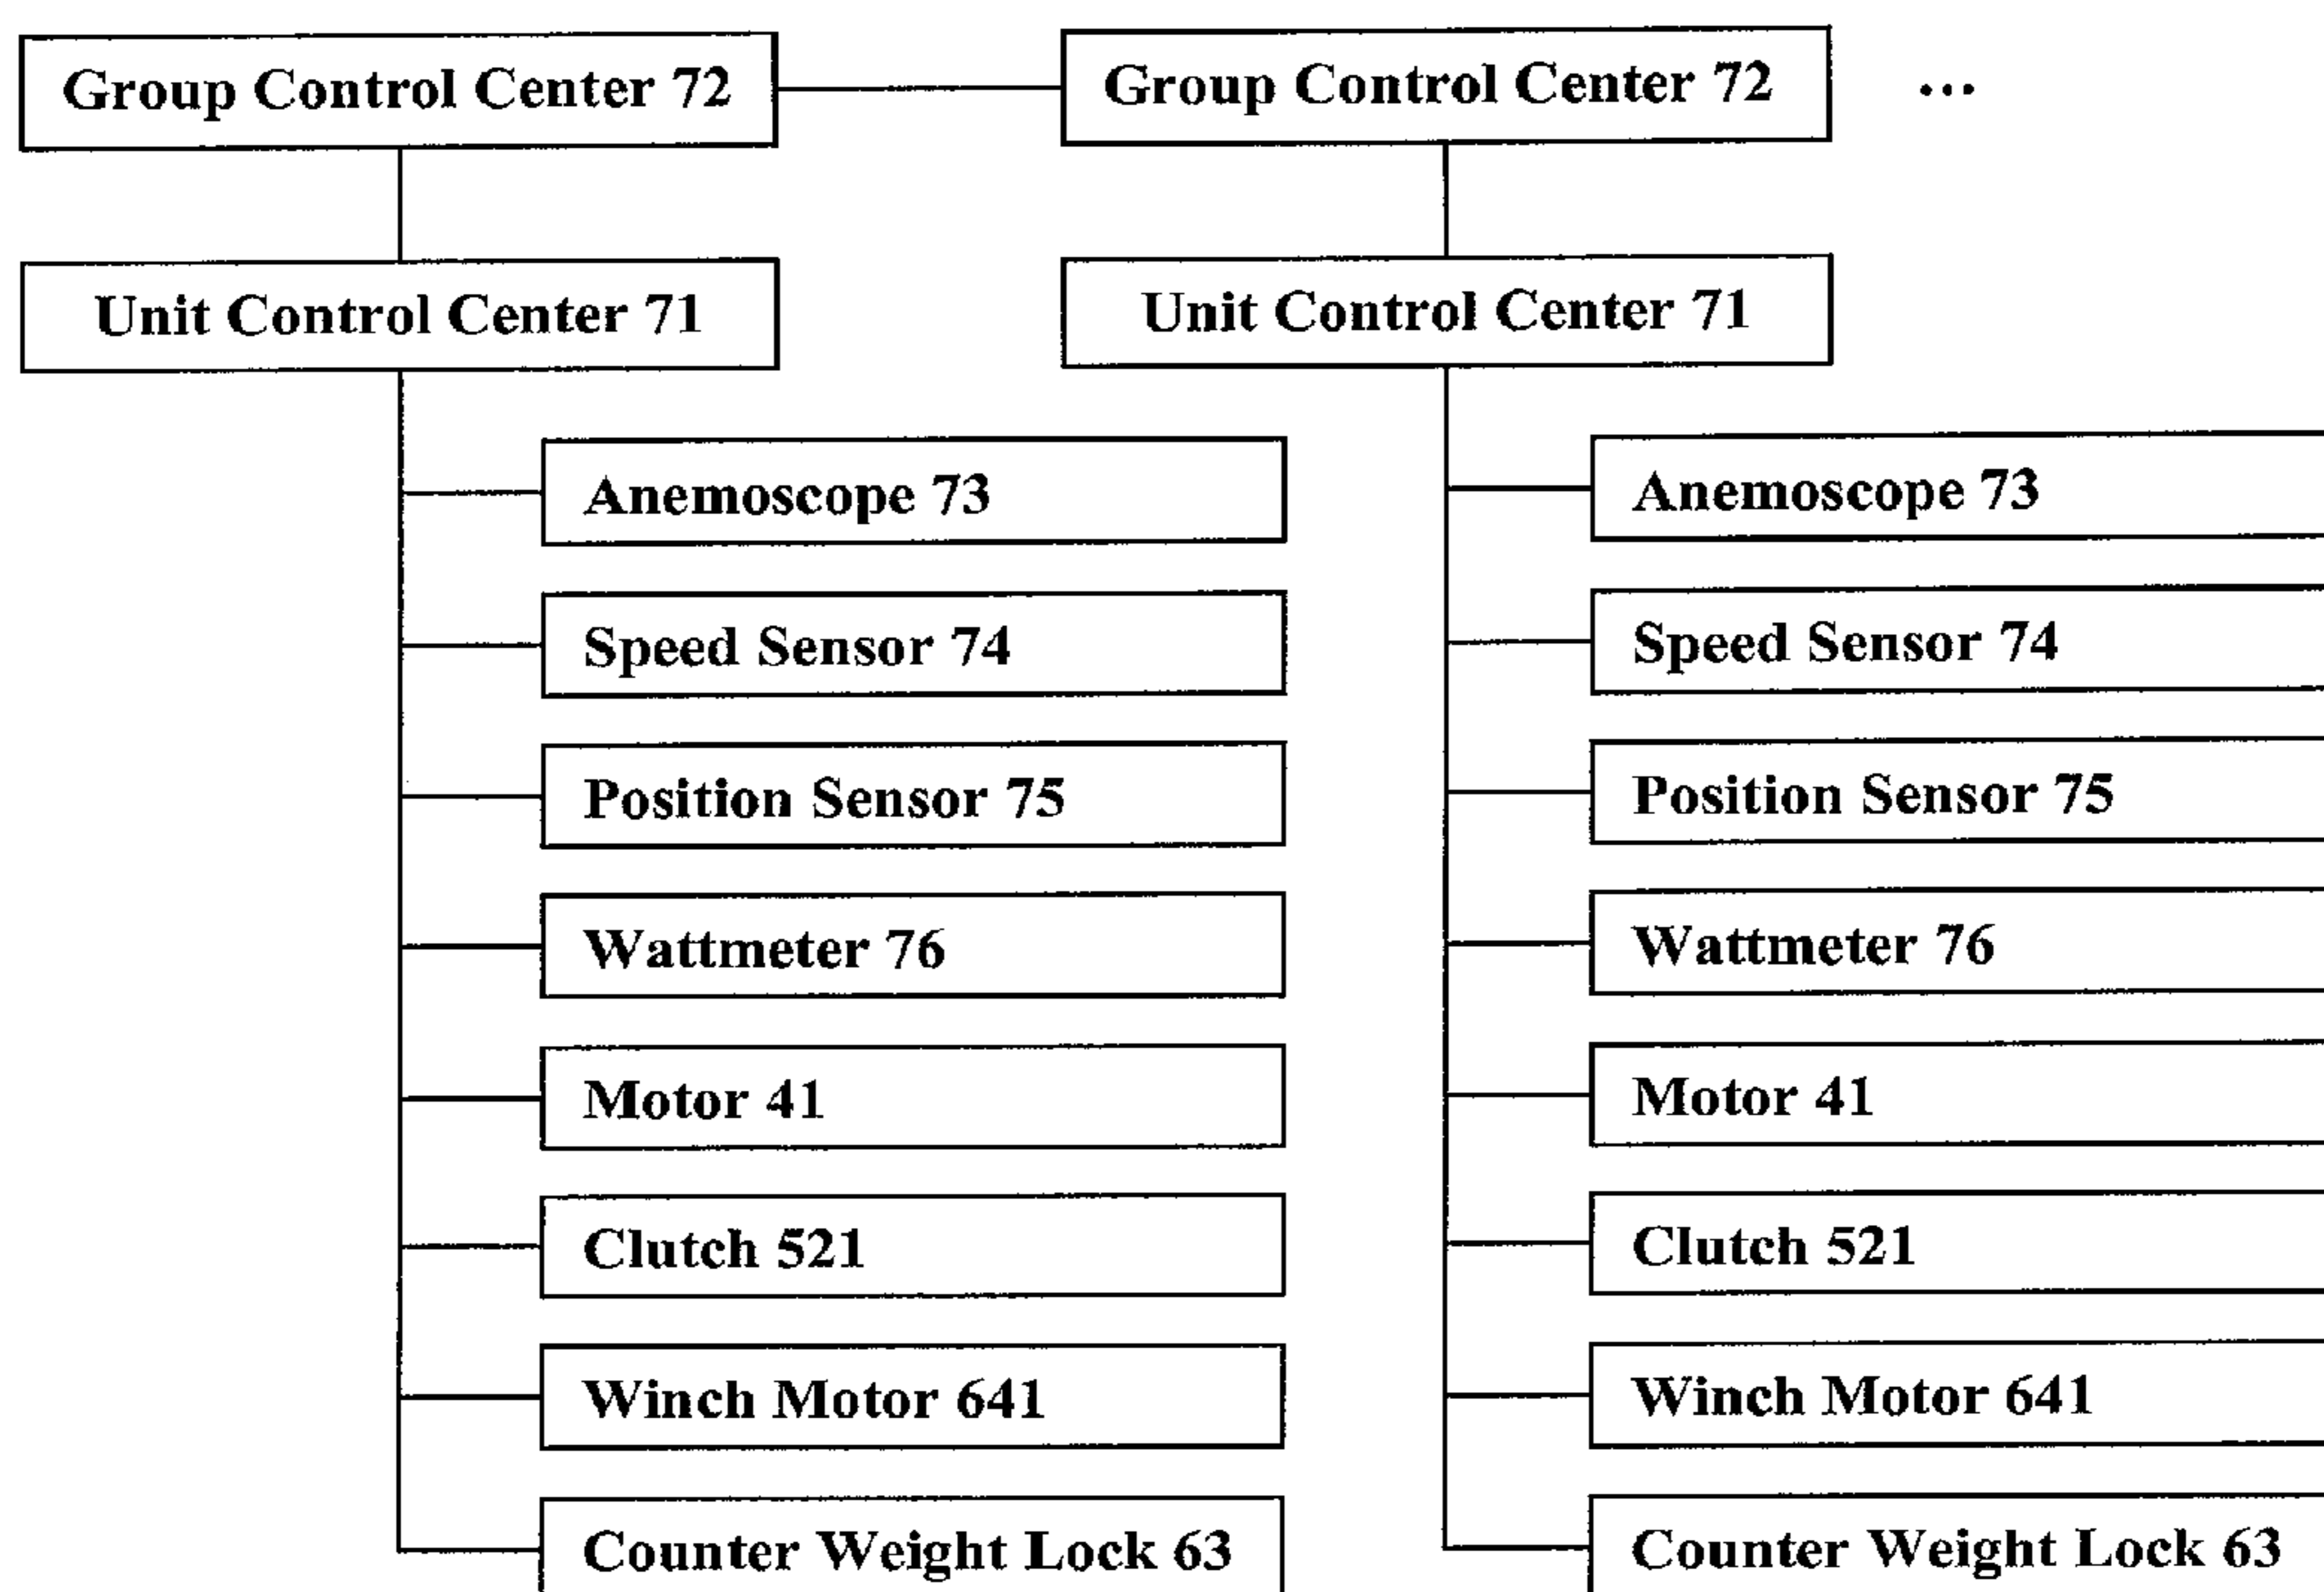 Group Control Center 72
Group Control Center 72 ...
Unit Control Center 71
Unit Control Center 71
Anemoscope 73
Anemoscope 73
Speed Sensor 74
Speed Sensor 74
Position Sensor 75
Position Sensor 75
Wattmeter 76
Wattmeter 76
Motor 41
Motor 41
Clutch 521
Clutch 521
Winch Motor 641
Winch Motor 641
Counter Weight Lock 63
Counter Weight Lock 63